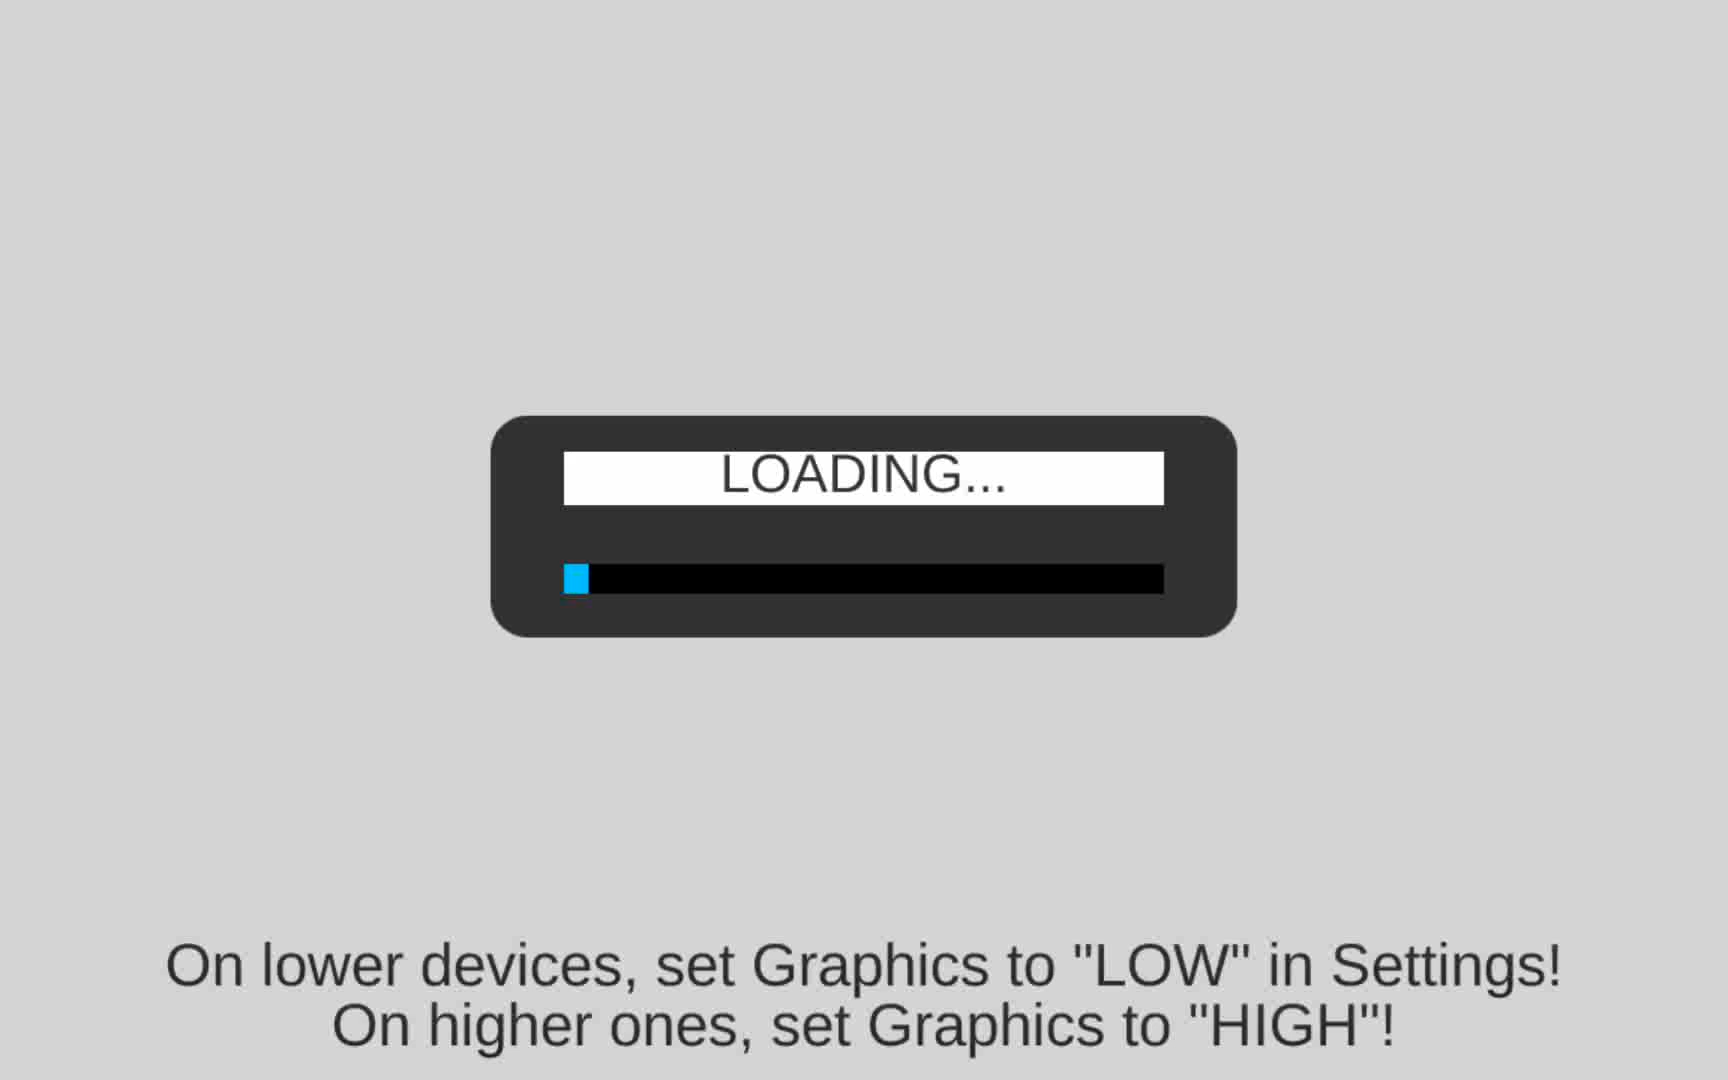 LOADING...
On lower devices, set Graphics to "LOW" in Settings!
On higher ones, set Graphics to "HIGH"!